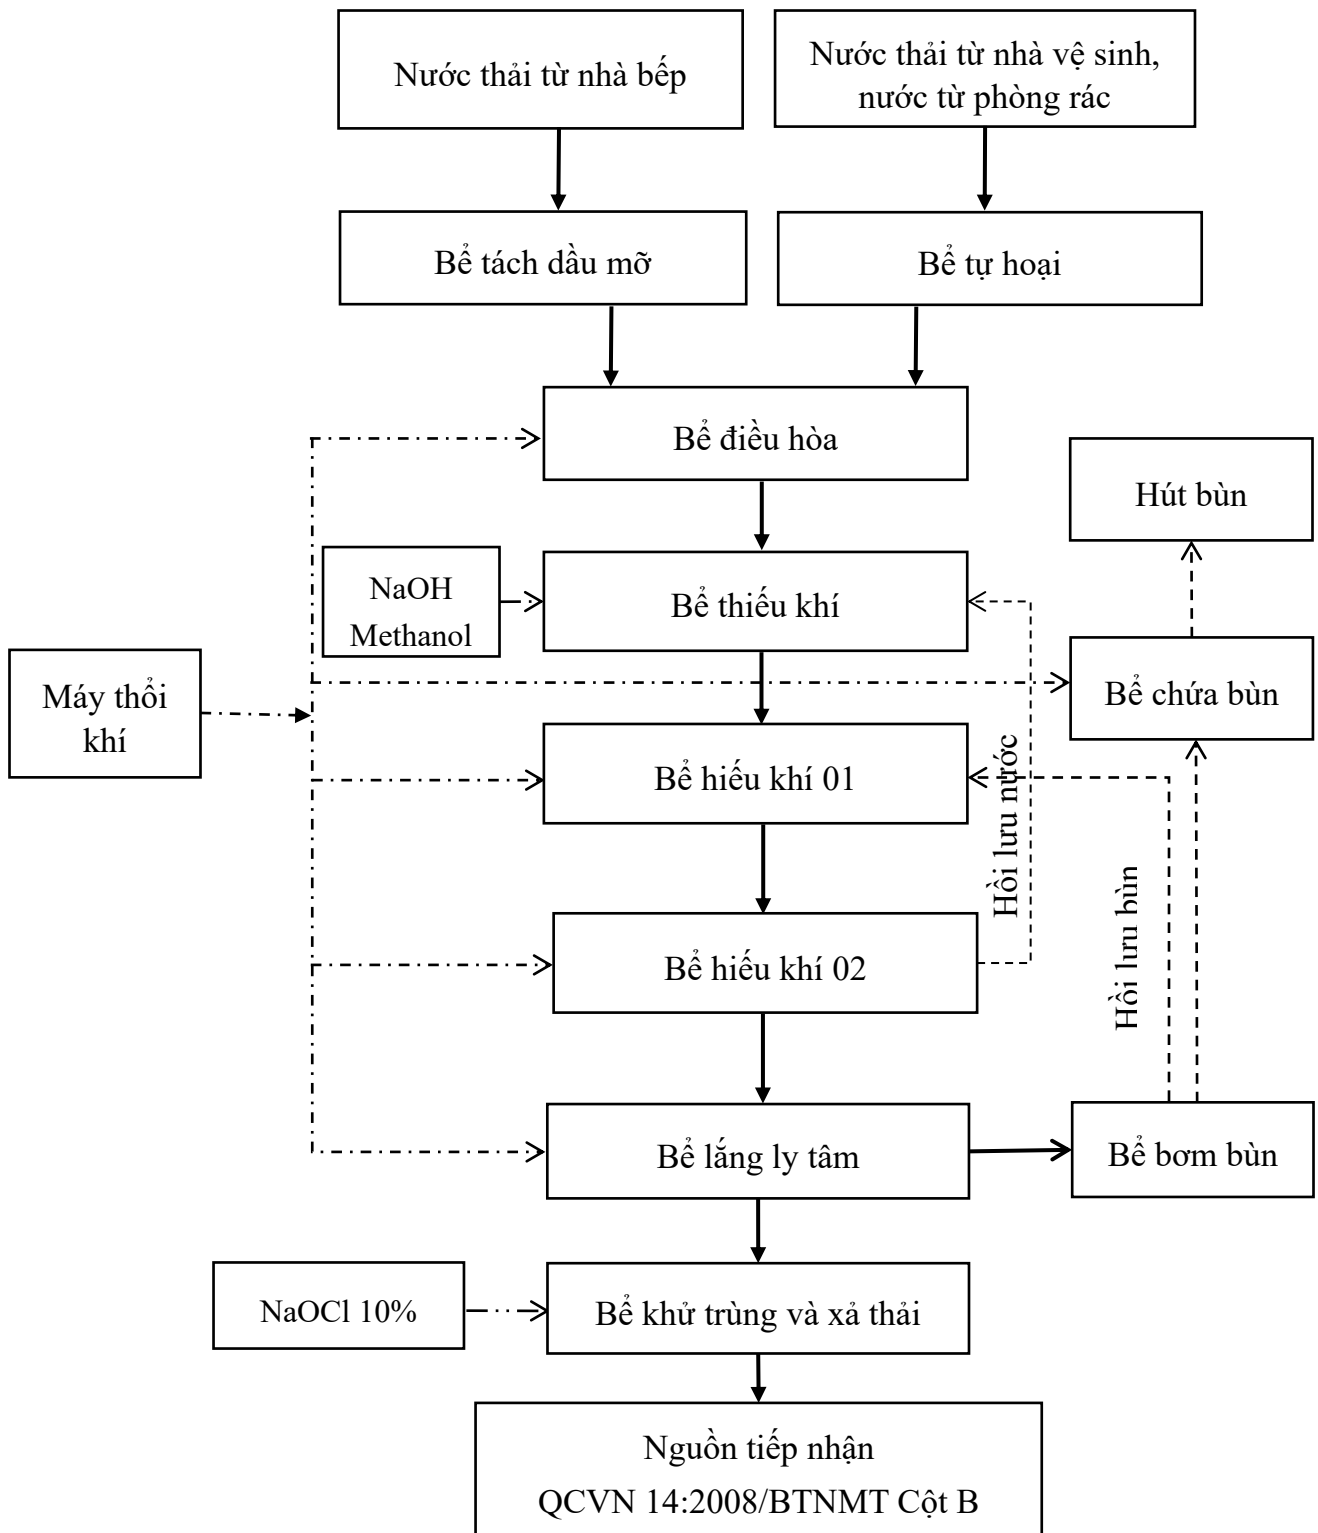 Nước thải từ nhà bếp
Nước thải từ nhà vệ sinh,
nước từ phòng rác
Bể tách dầu mỡ
Bể tự hoại
Bể điều hòa
Hút bùn
NaOH
Methanol
Bể thiếu khí
Máy thổi
khí
Bể chứa bùn
Bể hiếu khí 01
Hồi lưu nước
Hồi lưu bùn
Bể hiếu khí 02
Bể lắng ly tâm
Bể bơm bùn
NaOCl 10%
Bể khử trùng và xả thải
Nguồn tiếp nhận
QCVN 14:2008/BTNMT Cột B